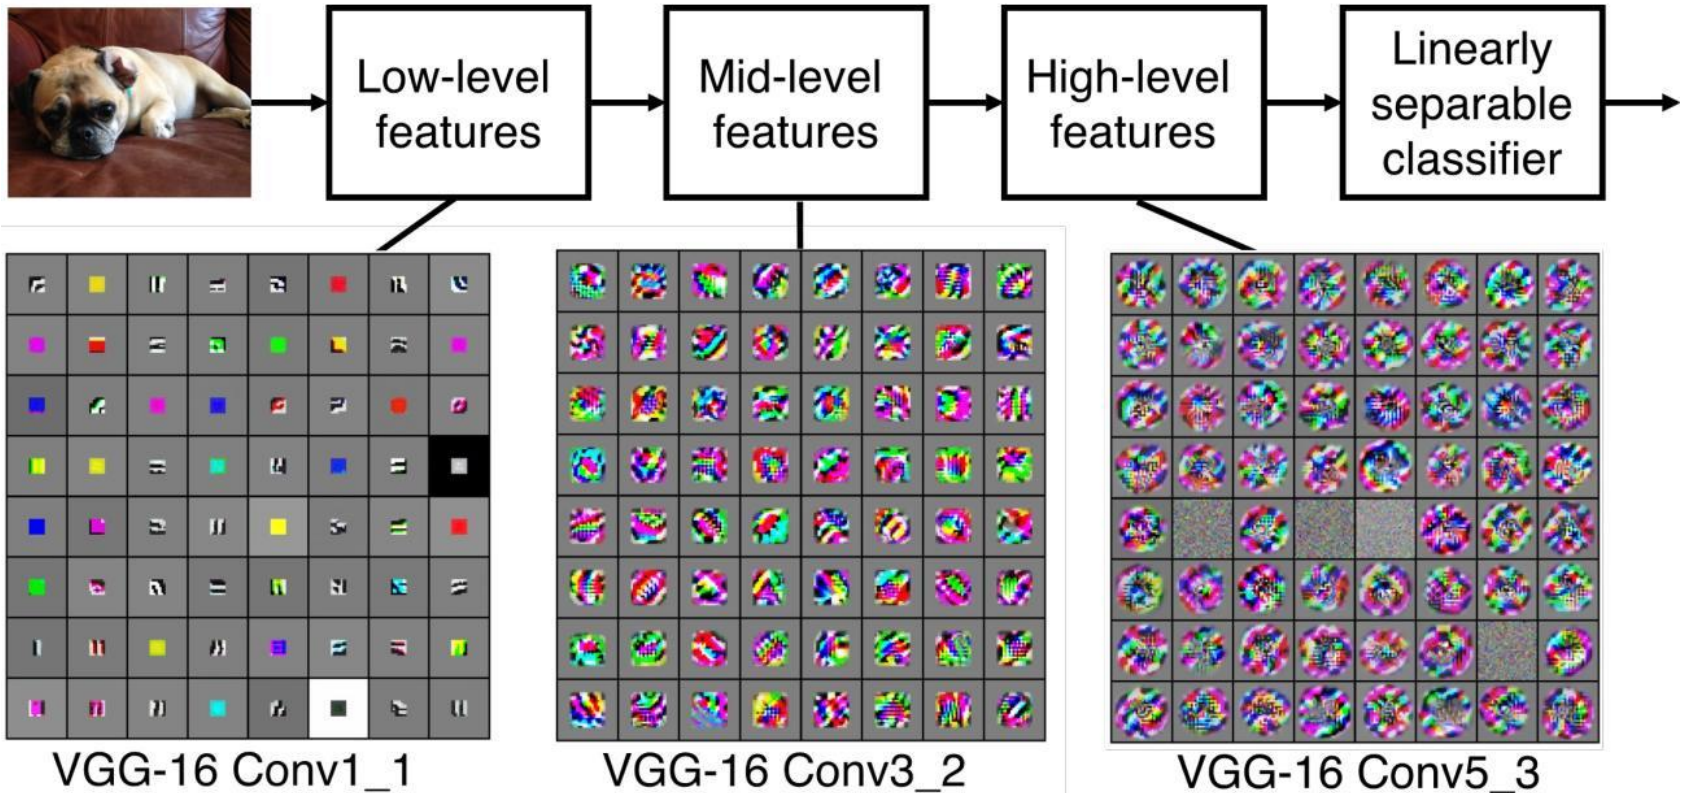 Low-level
features
Mid-level
features
High-level
features
Linearly
separable
classifier
VGG-16 Conv1_1
VGG-16 Conv3_2
VGG-16 Conv5_3